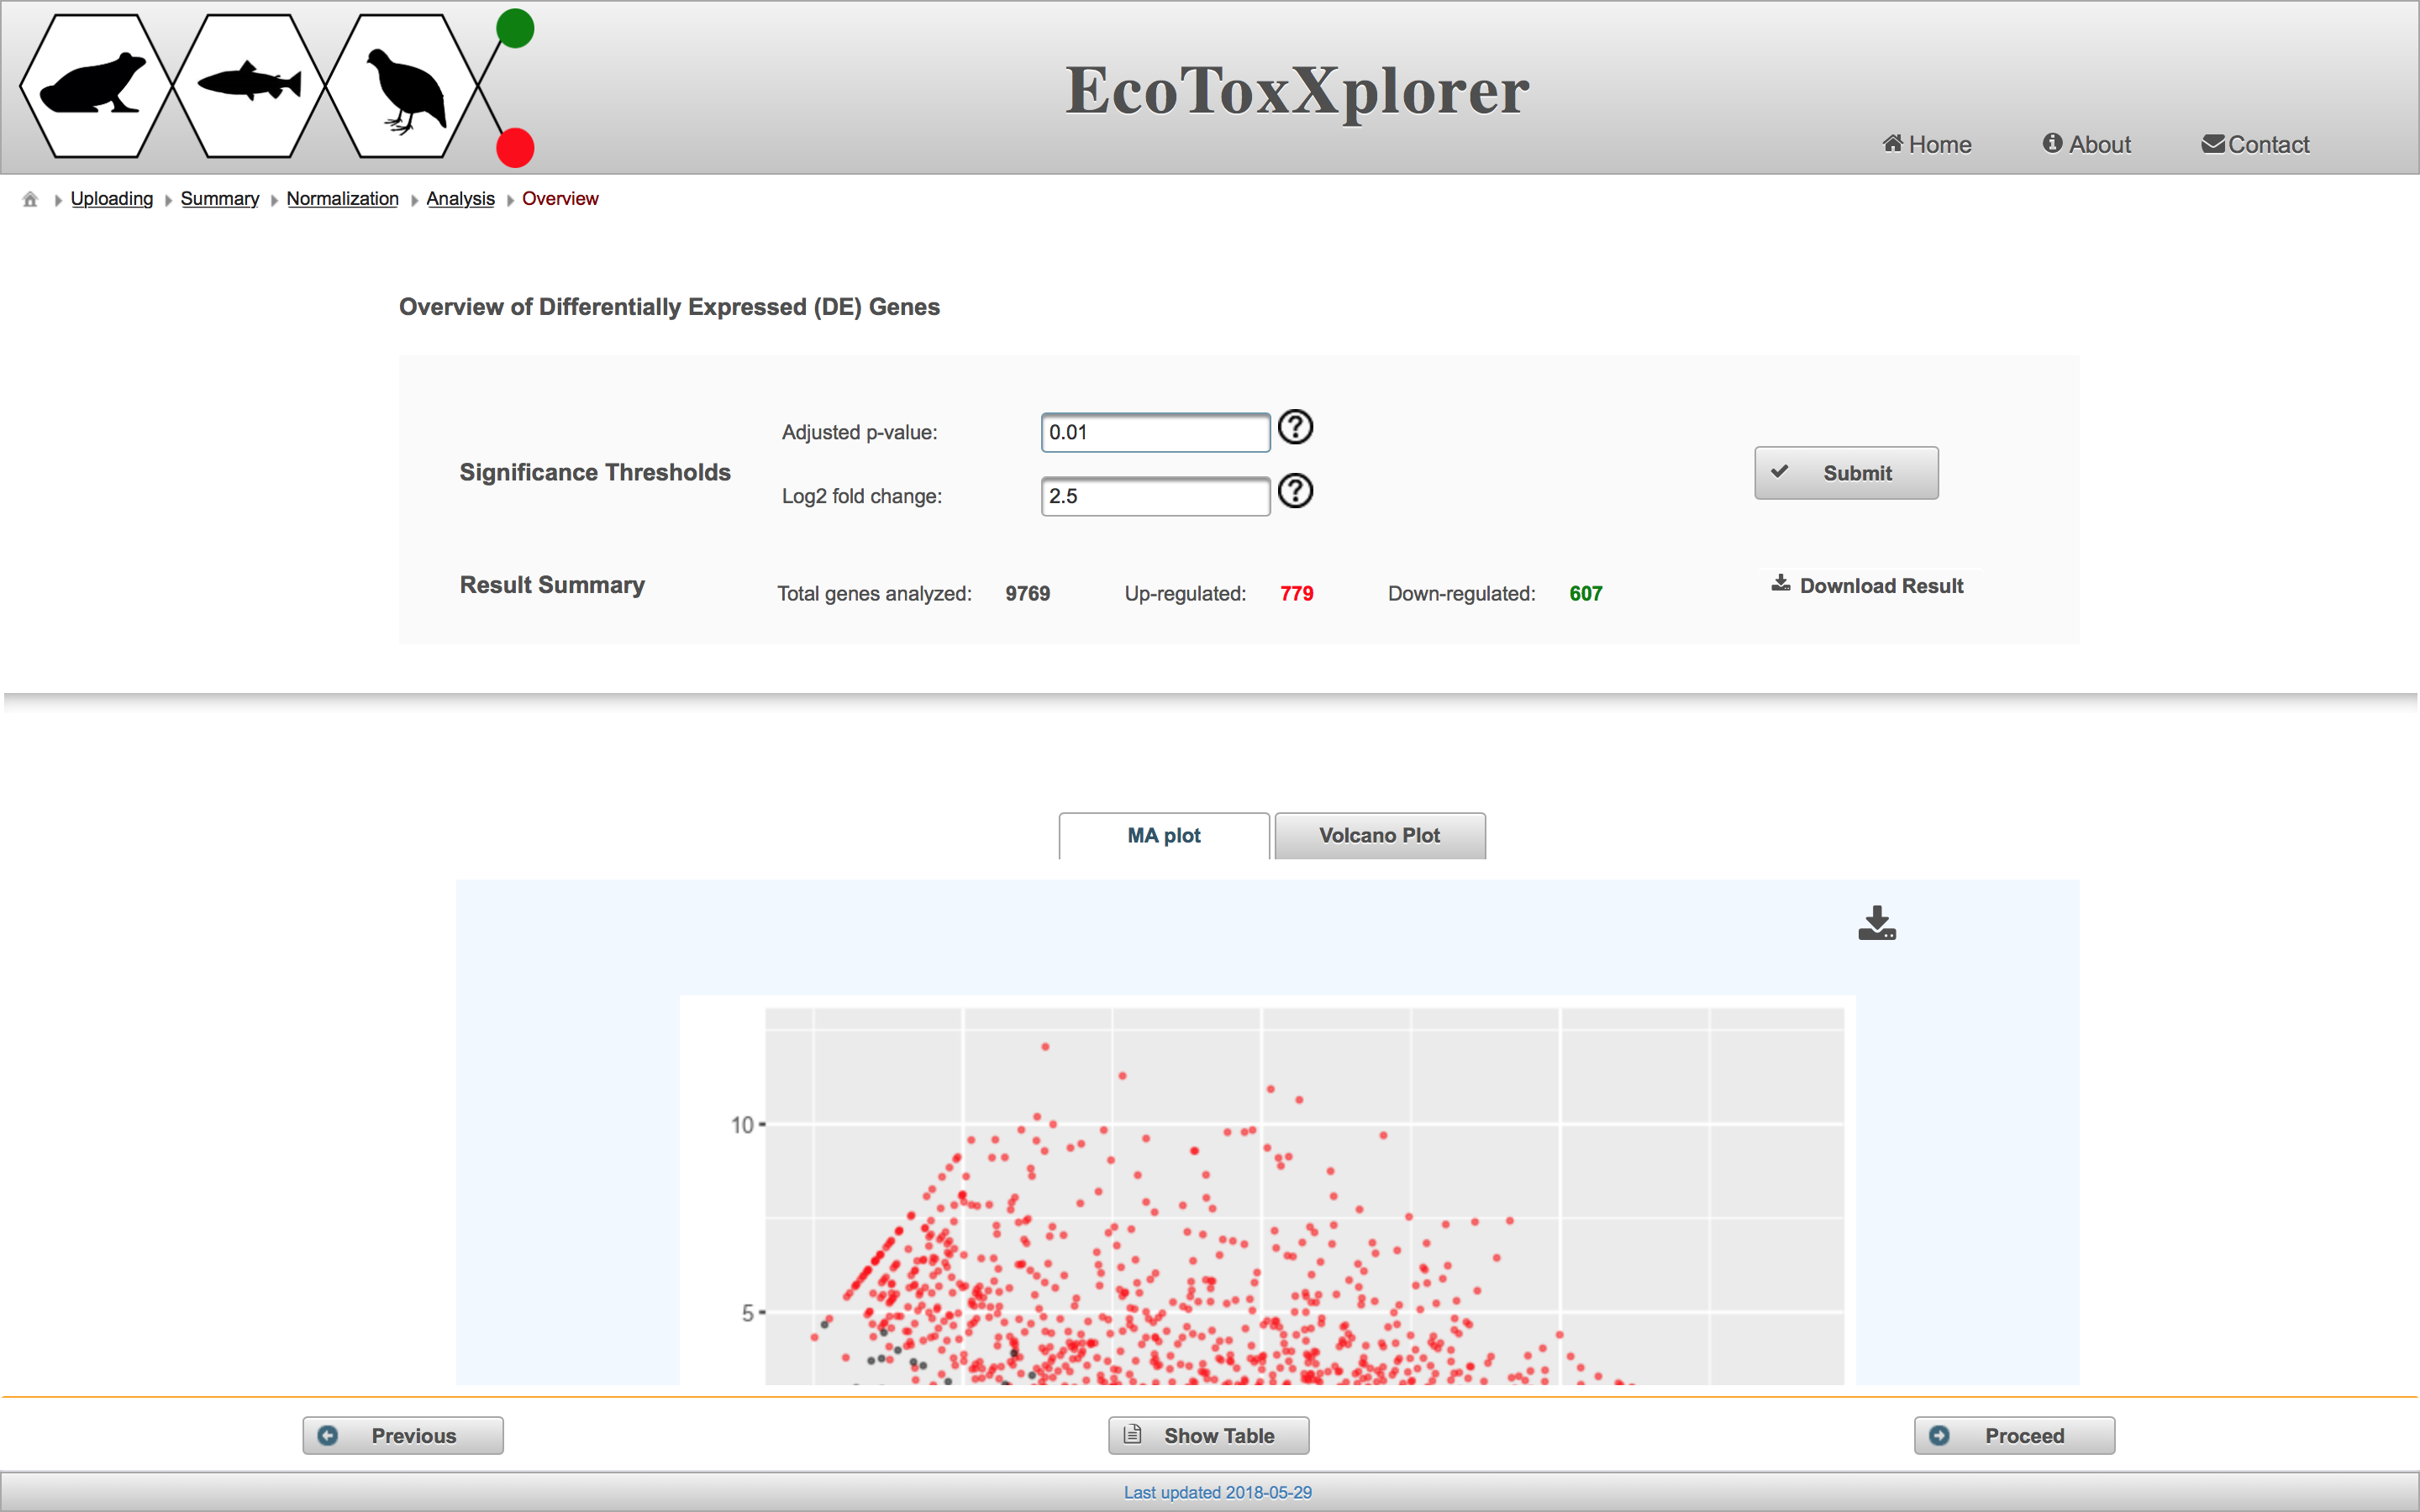 EcoToxXplorer
Home About Contact
Uploading Summary Normalization Analysis Overview
Overview of Differentially Expressed (DE) Genes
Adjusted p-value: 0.01 ?
Significance Thresholds
Submit
Log2 fold change: 2.5 ?
Result Summary Total genes analyzed: 9769 Up-regulated: 779 Down-regulated: 607 Download Result
MA plot Volcano Plot
10
5
Previous Show Table Proceed
Last updated 2018-05-29